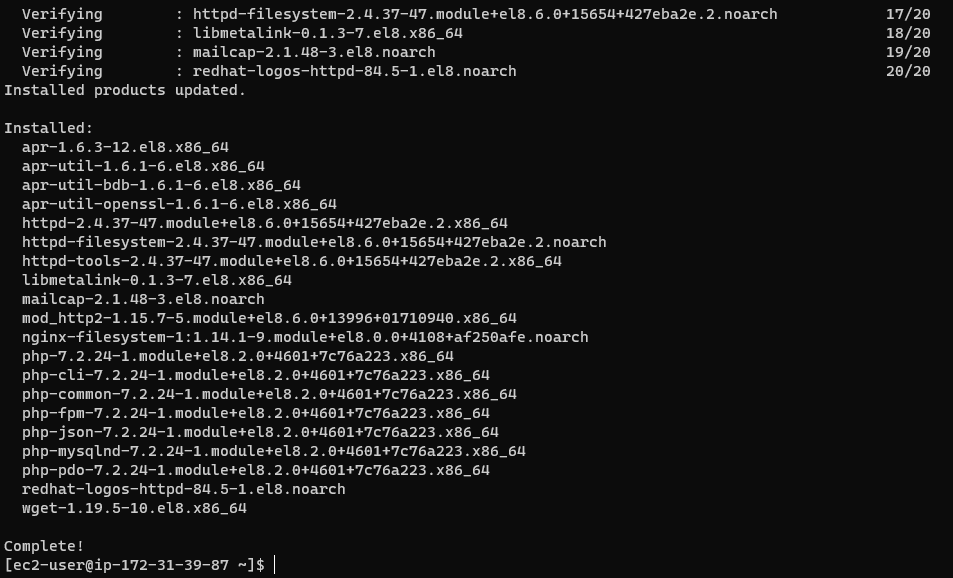 Verifying : httpd-filesystem-2.4.37-47.module+el8.6.0+15654+427eba2e.2.noarch 17/20
Verifying : libmetalink-0.1.3-7.el8.x86_64 18/20
Verifying : mailcap-2.1.48-3.el8.noarch 19/20
Verifying : redhat-logos-httpd-84.5-1.el8.noarch 20/20
Installed products updated.
Installed:
apr-1.6.3-12.el8.x86_64
apr-util-1.6.1-6.el8.x86_64
apr-util-bdb-1.6.1-6.el8.x86_64
apr-util-openssl-1.6.1-6.el8.x86_64
httpd-2.4.37-47.module+el8.6.0+15654+427eba2e.2.x86_64
httpd-filesystem-2.4.37-47.module+el8.6.0+15654+427eba2e.2.noarch
httpd-tools-2.4.37-47.module+el8.6.0+15654+427eba2e.2.x86_64
libmetalink-0.1.3-7.el8.x86_64
mailcap-2.1.48-3.el8.noarch
mod_http2-1.15.7-5.module+el8.6.0+13996+01710940.x86_64
nginx-filesystem-1:1.14.1-9.module+el8.0.0+4108+af250afe.noarch
php-7.2.24-1.module+el8.2.0+4601+7c76a223.x86_64
php-cli-7.2.24-1.module+el8.2.0+4601+7c76a223.x86_64
php-common-7.2.24-1.module+el8.2.0+4601+7c76a223.x86_64
php-fpm-7.2.24-1.module+el8.2.0+4601+7c76a223.x86_64
php-json-7.2.24-1.module+el8.2.0+4601+7c76a223.x86_64
php-mysqlnd-7.2.24-1.module+el8.2.0+4601+7c76a223.x86_64
php-pdo-7.2.24-1.module+el8.2.0+4601+7c76a223.x86_64
redhat-logos-httpd-84.5-1.el8.noarch
wget-1.19.5-10.el8.x86_64
Complete!
[ec2-user@ip-172-31-39-87 ~]$